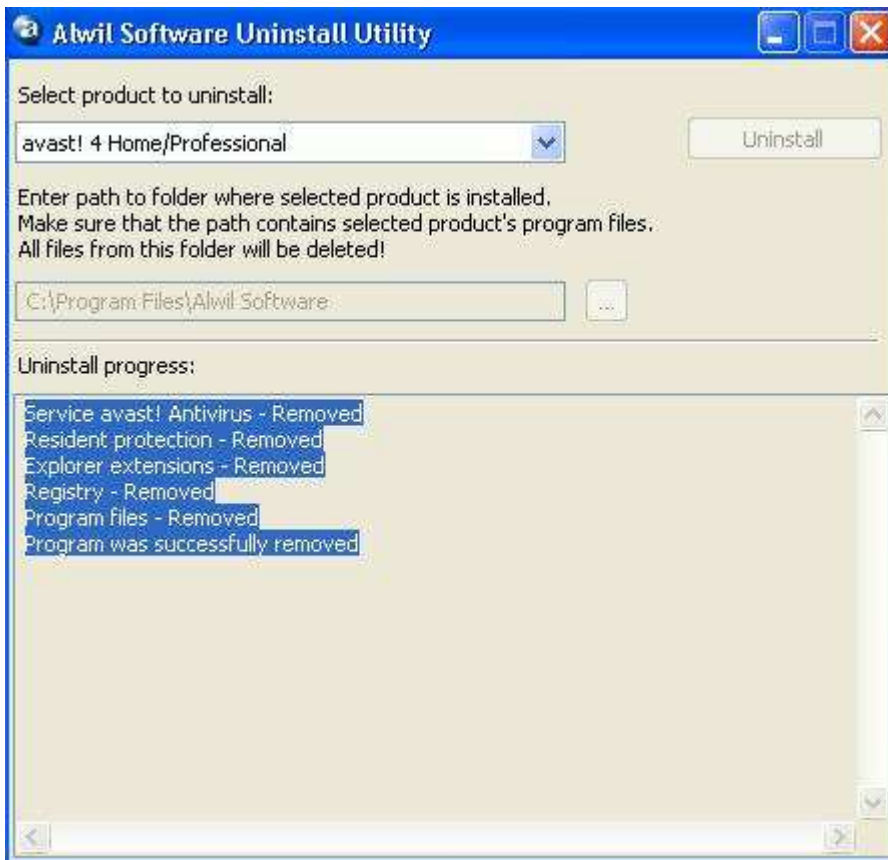 Alwil Software Uninstall Utility
Select product to uninstall:
avast! 4 Home/Professional
Uninstall
Enter path to folder where selected product is installed.
Make sure that the path contains selected product's program files.
All files from this folder will be deleted!
C:\Program Files\Alwil Software
...
Uninstall progress:
Service avast! Antivirus - Removed
Resident protection - Removed
Explorer extensions - Removed
Registry - Removed
Program files - Removed
Program was successfully removed